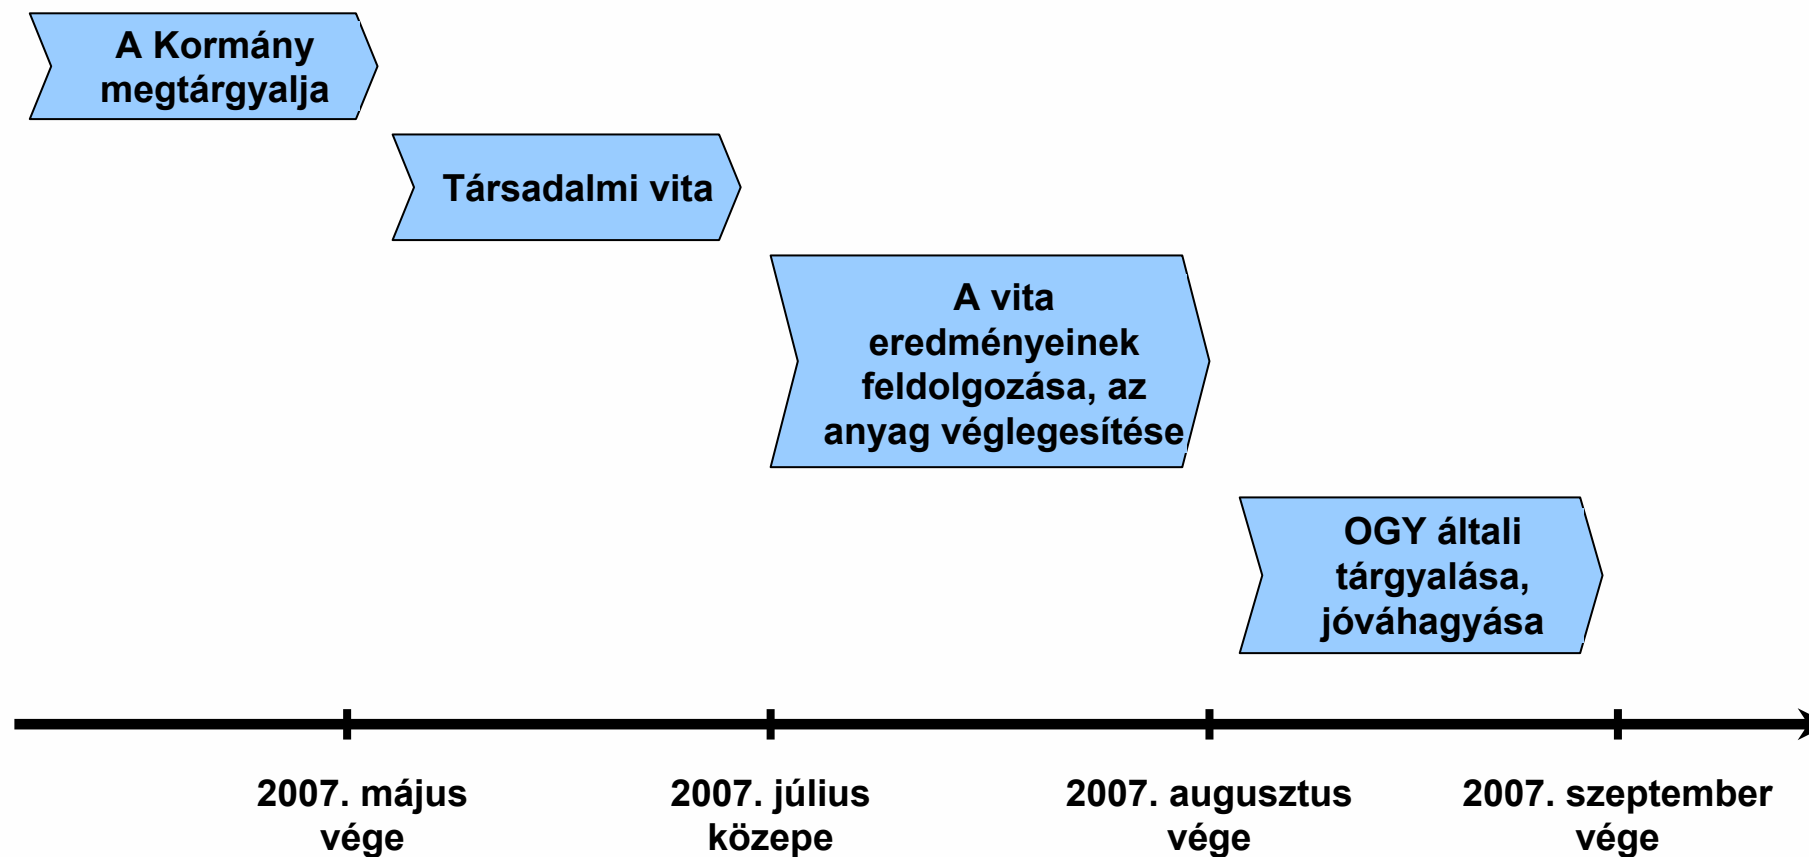 A Kormány
megtárgyalja
Társadalmi vita
A vita
eredményeinek
feldolgozása, az
anyag véglegesítése
OGY általi
tárgyalása,
jóváhagyása
2007. május
vége
2007. július
közepe
2007. augusztus
vége
2007. szeptember
vége